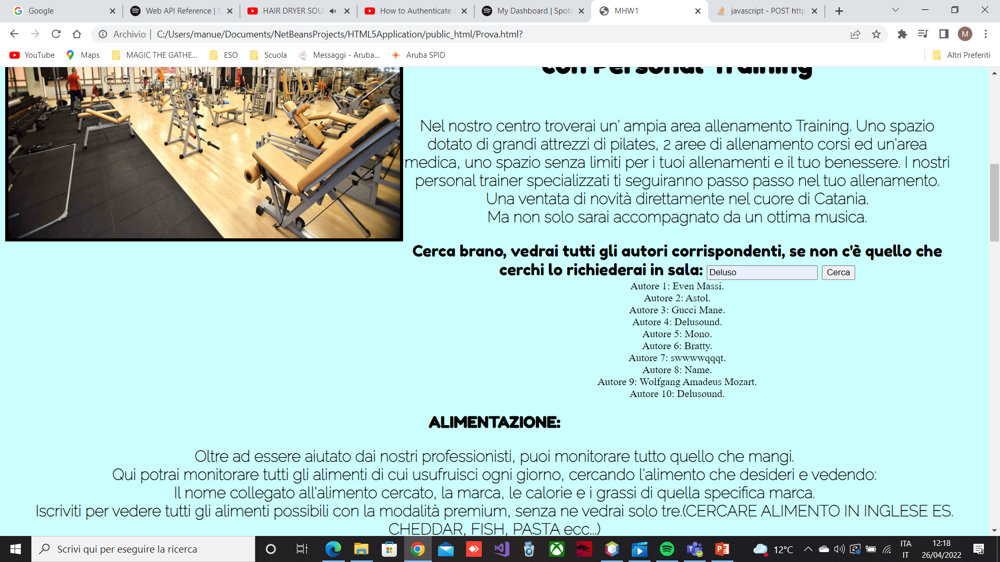 Google
Web API Reference | S
HAIR DRYER SOU
How to Authenticate a
My Dashboard | Spoti
MHW1
javascript - POST http
Archivio
C:/Users/manue/Documents/NetBeansProjects/HTML5Application/public_html/Prova.html?
M
YouTube
Maps
MAGIC THE GATHE...
ESO
Scuola
Messaggi - Aruba...
Aruba SPID
Altri Preferiti
con Personal Training
Nel nostro centro troverai un' ampia area allenamento Training. Uno spazio
dotato di grandi attrezzi di pilates, 2 aree di allenamento corsi ed un'area
medica, uno spazio senza limiti per i tuoi allenamenti e il tuo benessere. I nostri
personal trainer specializzati ti seguiranno passo passo nel tuo allenamento.
Una ventata di novità direttamente nel cuore di Catania.
Ma non solo sarai accompagnato da un ottima musica.
Cerca brano, vedrai tutti gli autori corrispondenti, se non c'è quello che
cerchi lo richiederai in sala: Deluso Cerca
Autore 1: Even Massi.
Autore 2: Astol.
Autore 3: Gucci Mane.
Autore 4: Delusound.
Autore 5: Mono.
Autore 6: Bratty.
Autore 7: swwwwqqqt.
Autore 8: Name.
Autore 9: Wolfgang Amadeus Mozart.
Autore 10: Delusound.
ALIMENTAZIONE:
Oltre ad essere aiutato dai nostri professionisti, puoi monitorare tutto quello che mangi.
Qui potrai monitorare tutti gli alimenti di cui usufruisci ogni giorno, cercando l'alimento che desideri e vedendo:
Il nome collegato all'alimento cercato, la marca, le calorie e i grassi di quella specifica marca.
Iscriviti per vedere tutti gli alimenti possibili con la modalità premium, senza ne vedrai solo tre.(CERCARE ALIMENTO IN INGLESE ES.
CHEDDAR, FISH, PASTA ecc...)
Scrivi qui per eseguire la ricerca
12°C
ITA
IT
12:18
26/04/2022